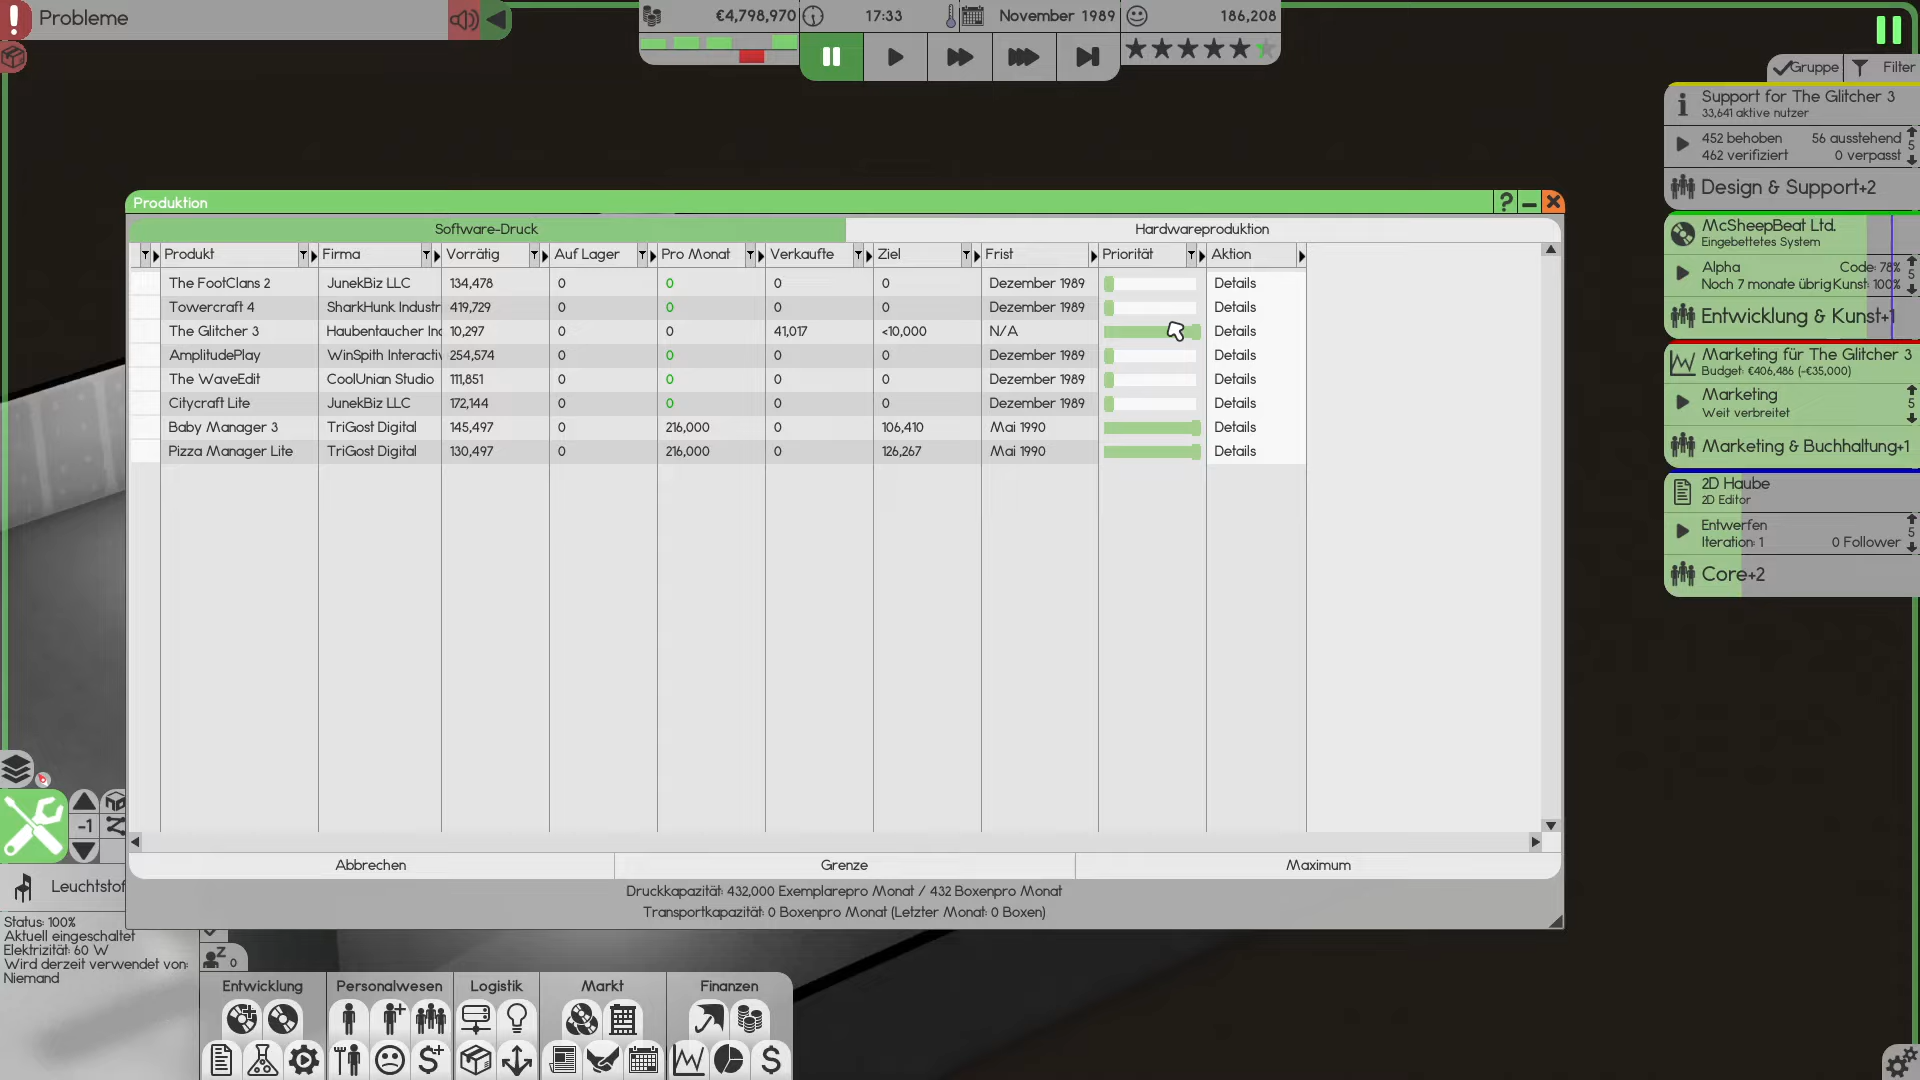 Probleme
€4,798,970
17:33
November 1989
186,208
Gruppe
Filter
Support for The Glitcher 3
33,641 aktive nutzer
452 behoben 56 ausstehend
462 verifiziert 0 verpasst
5
Design & Support+2
McSheepBeat Ltd.
Eingebettetes System
Alpha Code: 78%
Noch 7 monate übrig Kunst: 100%
5
Entwicklung & Kunst+1
Marketing für The Glitcher 3
Budget: €406,486 (-€35,000)
Marketing
Weit verbreitet
5
Marketing & Buchhaltung+1
2D Haube
2D Editor
Entwerfen
Iteration: 1 0 Follower
5
Core+2
Produktion
?
Software-Druck Hardwareproduktion
Produkt Firma Vorrätig Auf Lager Pro Monat Verkaufte Ziel Frist Priorität Aktion
The FootClans 2 JunekBiz LLC 134,478 0 0 0 0 Dezember 1989 Details
Towercraft 4 SharkHunk Industr 419,729 0 0 0 0 Dezember 1989 Details
The Glitcher 3 Haubentaucher Inc 10,297 0 0 41,017 <10,000 N/A Details
AmplitudePlay WinSpith Interactiv 254,574 0 0 0 0 Dezember 1989 Details
The WaveEdit CoolUnian Studio 111,851 0 0 0 0 Dezember 1989 Details
Citycraft Lite JunekBiz LLC 172,144 0 0 0 0 Dezember 1989 Details
Baby Manager 3 TriGost Digital 145,497 0 216,000 0 106,410 Mai 1990 Details
Pizza Manager Lite TriGost Digital 130,497 0 216,000 0 126,267 Mai 1990 Details
Abbrechen Grenze Maximum
Druckkapazität: 432,000 Exemplarepro Monat / 432 Boxenpro Monat
Transportkapazität: 0 Boxenpro Monat (Letzter Monat: 0 Boxen)
-1
Leuchtstof
Status: 100%
Aktuell eingeschaltet
Elektrizität: 60 W
Wird derzeit verwendet von:
Niemand
Z
0
Entwicklung Personalwesen Logistik Markt Finanzen